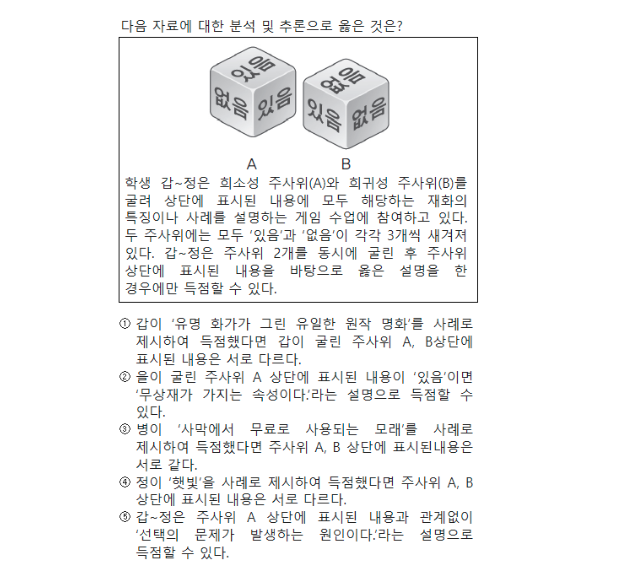 다음 자료에 대한 분석 및 추론으로 옳은 것은?
있음 없음
없음 있음 있음 없음
A B
학생 갑~정은 희소성 주사위(A)와 희귀성 주사위(B)를
굴려 상단에 표시된 내용에 모두 해당하는 재화의
특징이나 사례를 설명하는 게임 수업에 참여하고 있다.
두 주사위에는 모두 '있음'과 '없음'이 각각 3개씩 새겨져
있다. 갑~정은 주사위 2개를 동시에 굴린 후 주사위
상단에 표시된 내용을 바탕으로 옳은 설명을 한
경우에만 득점할 수 있다.
① 갑이 '유명 화가가 그린 유일한 원작 명화'를 사례로
제시하여 득점했다면 갑이 굴린 주사위 A, B상단에
표시된 내용은 서로 다르다.
② 을이 굴린 주사위 A 상단에 표시된 내용이 '있음'이면
'무상재가 가지는 속성이다.'라는 설명으로 득점할 수
있다.
③ 병이 '사막에서 무료로 사용되는 모래'를 사례로
제시하여 득점했다면 주사위 A, B 상단에 표시된내용은
서로 같다.
④ 정이 '햇빛'을 사례로 제시하여 득점했다면 주사위 A, B
상단에 표시된 내용은 서로 다르다.
⑤ 갑~정은 주사위 A 상단에 표시된 내용과 관계없이
'선택의 문제가 발생하는 원인이다.'라는 설명으로
득점할 수 있다.